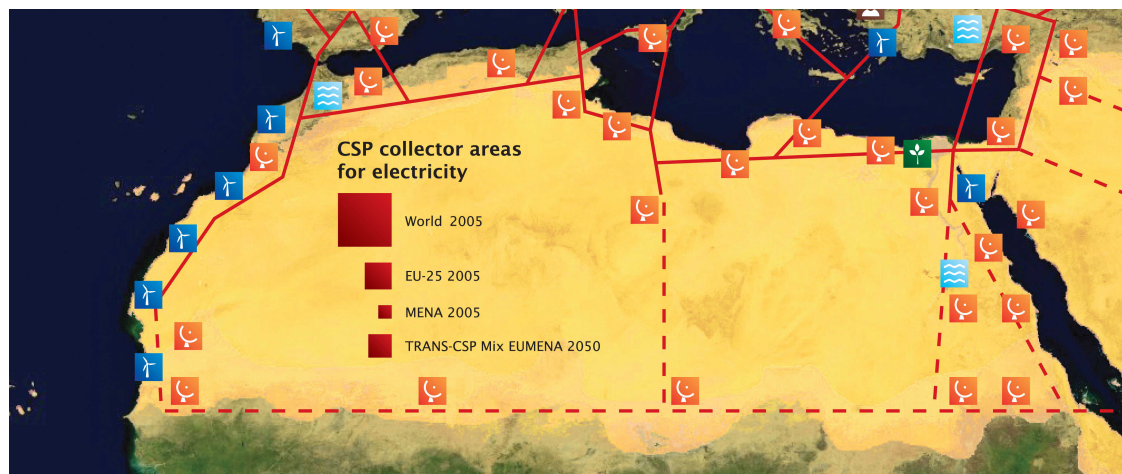 CSP collector areas
for electricity
World 2005
EU-25 2005
MENA 2005
TRANS-CSP Mix EUMENA 2050